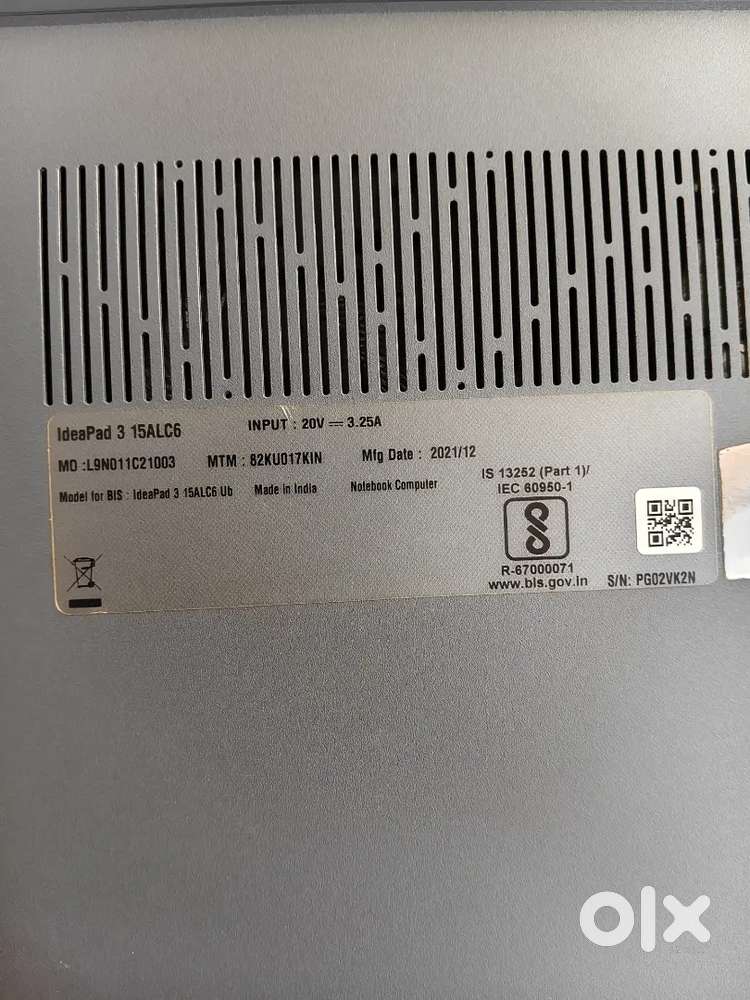 IdeaPad 3 15ALC6
INPUT : 20V ⎓ 3.25A
MO :L9N011C21003 MTM : 82KU017KIN Mfg Date : 2021/12
Model for BIS : IdeaPad 3 15ALC6 Ub Made in India Notebook Computer
IS 13252 (Part 1)/
IEC 60950-1
R-67000071
www.bis.gov.in
S/N: PG02VK2N
olx